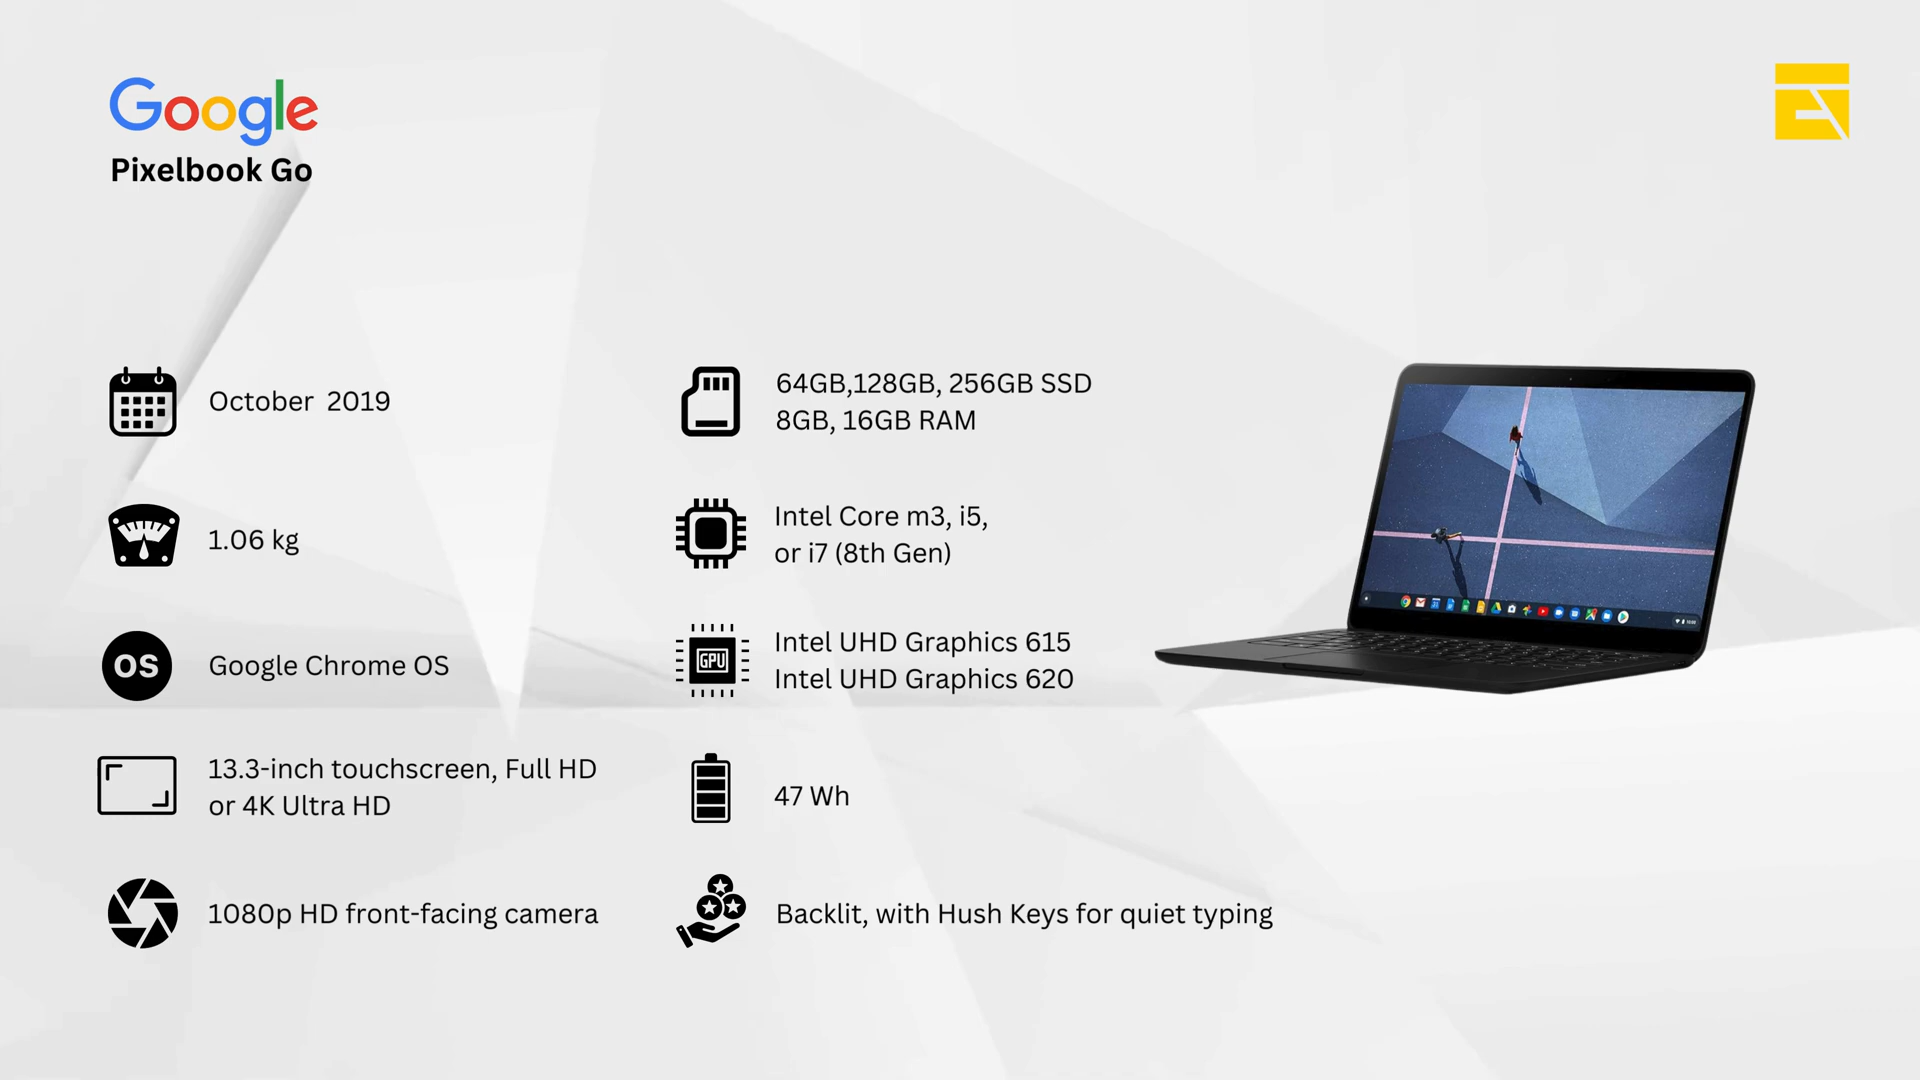 Google
Pixelbook Go
October 2019
1.06 kg
OS
Google Chrome OS
13.3-inch touchscreen, Full HD
or 4K Ultra HD
1080p HD front-facing camera
64GB,128GB, 256GB SSD
8GB, 16GB RAM
Intel Core m3, i5,
or i7 (8th Gen)
GPU
Intel UHD Graphics 615
Intel UHD Graphics 620
47 Wh
Backlit, with Hush Keys for quiet typing